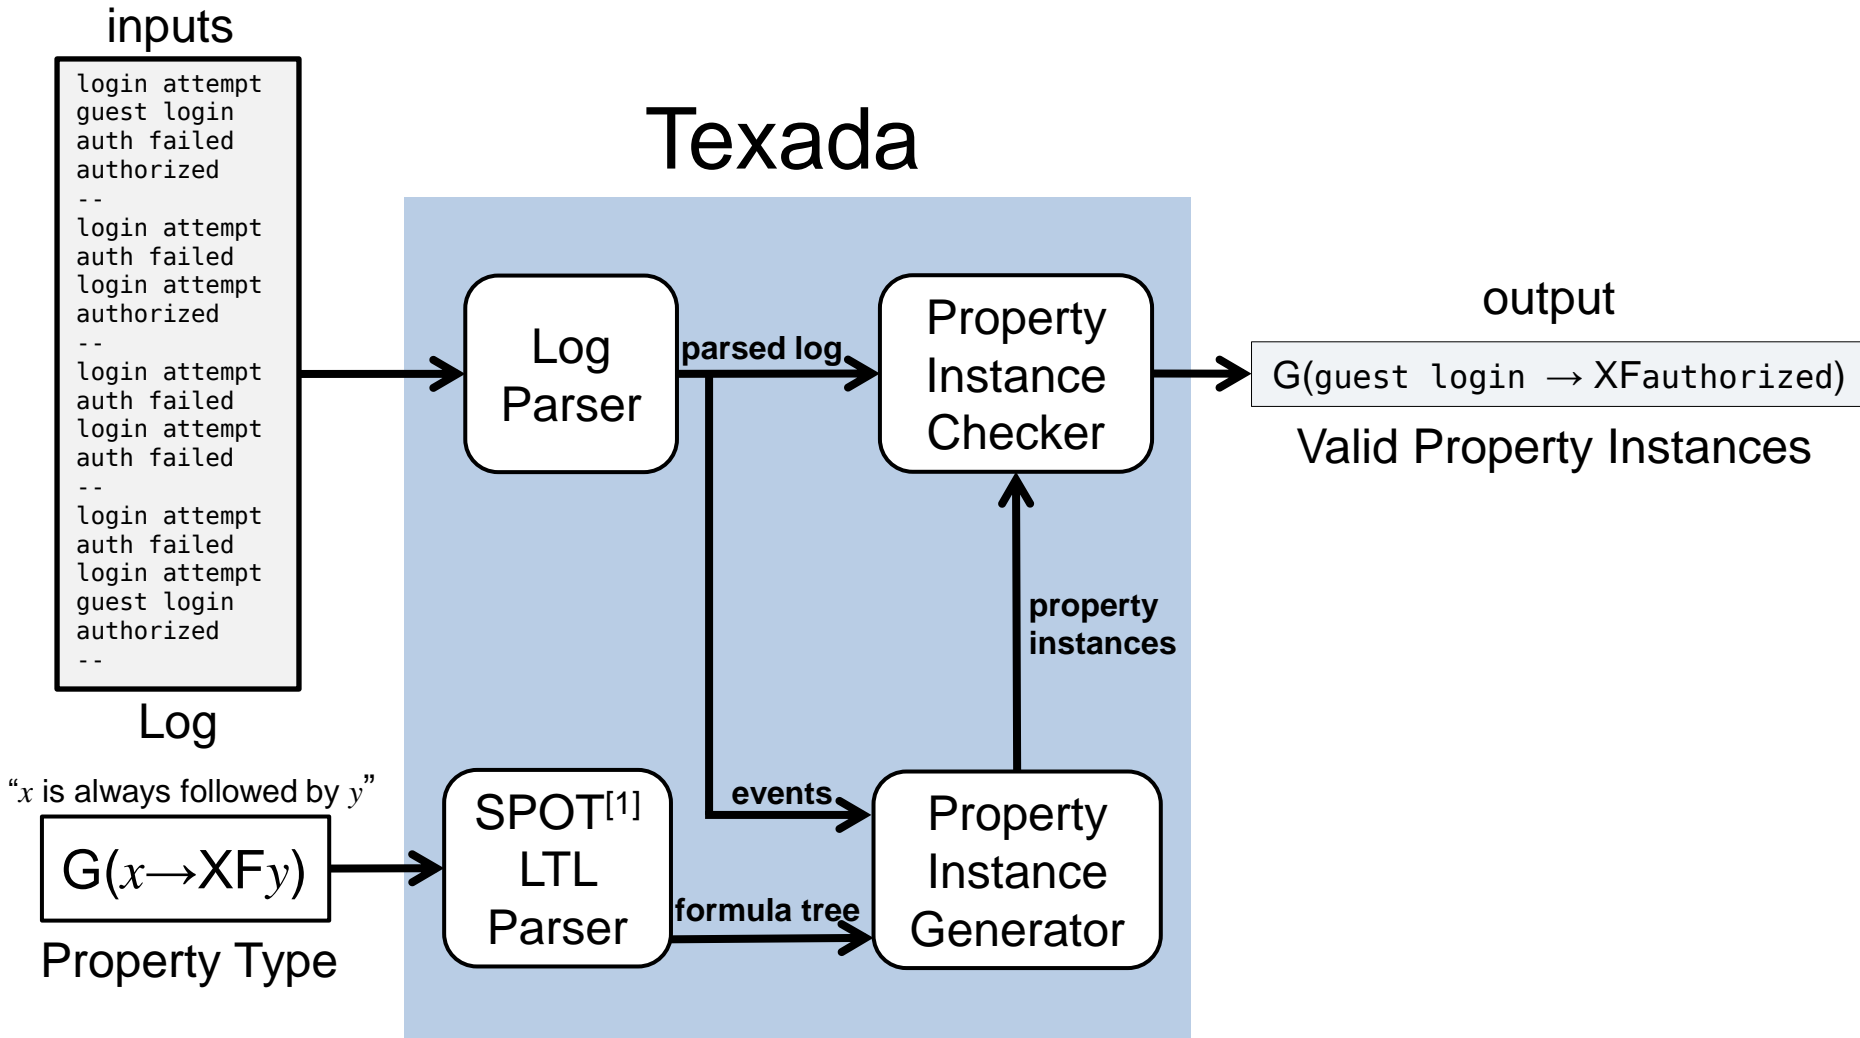 inputs
login attempt
guest login
auth failed
authorized
--
login attempt
auth failed
login attempt
authorized
--
login attempt
auth failed
login attempt
auth failed
--
login attempt
auth failed
login attempt
guest login
authorized
--
Log
“x is always followed by y”
G(x→XFy)
Property Type
Texada
Log
Parser
parsed log
Property
Instance
Checker
events
property
instances
SPOT[1]
LTL
Parser
formula tree
Property
Instance
Generator
output
G(guest login → XFauthorized)
Valid Property Instances